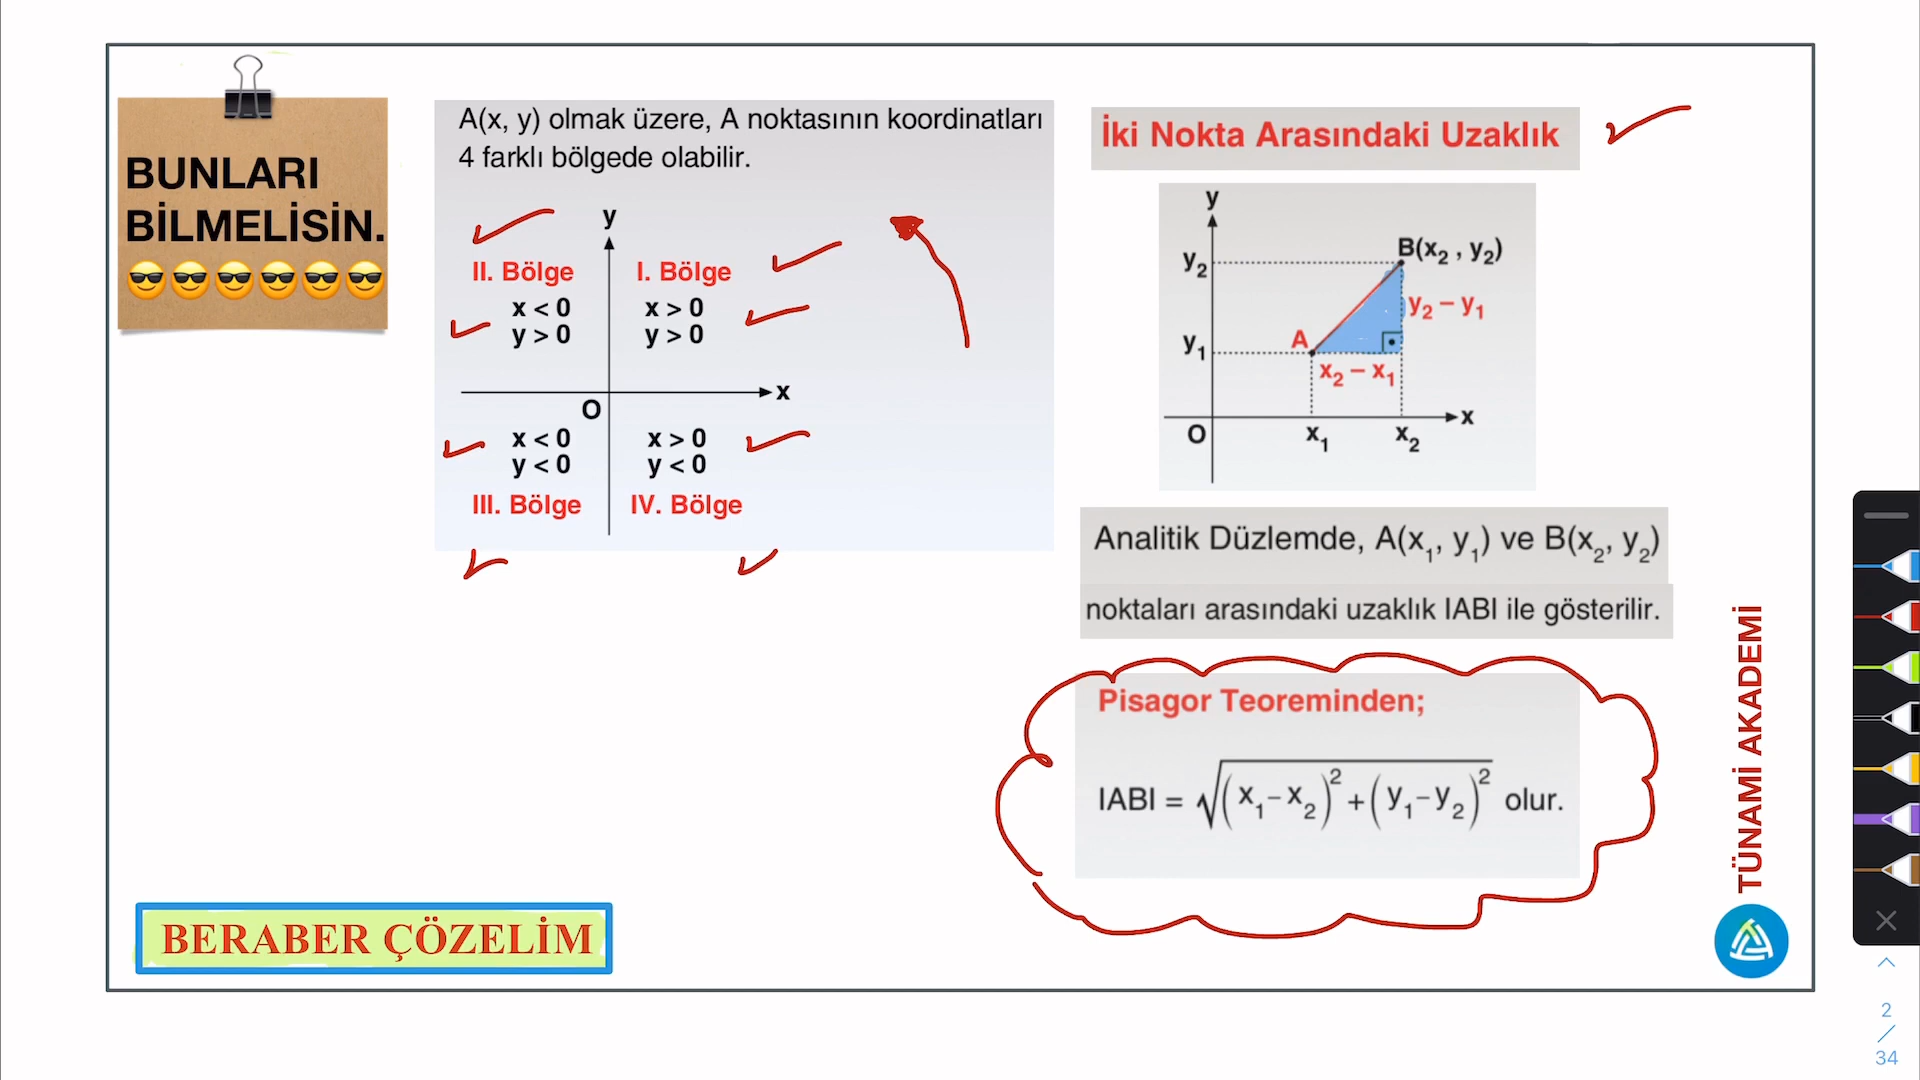 BUNLARI
BİLMELİSİN.
A(x, y) olmak üzere, A noktasının koordinatları
4 farklı bölgede olabilir.
y
II. Bölge
I. Bölge
x < 0
x > 0
y > 0
y > 0
x
O
x < 0
x > 0
y < 0
y < 0
III. Bölge
IV. Bölge
İki Nokta Arasındaki Uzaklık
y
B(x₂ , y₂)
y₂
y₂ – y₁
A
y₁
x₂ – x₁
x
O
x₁
x₂
Analitik Düzlemde, A(x₁, y₁) ve B(x₂, y₂)
noktaları arasındaki uzaklık IABI ile gösterilir.
Pisagor Teoreminden;
IABI = √(x₁–x₂)²+(y₁–y₂)² olur.
BERABER ÇÖZELİM
TÜNAMİ AKADEMİ
2
/
34